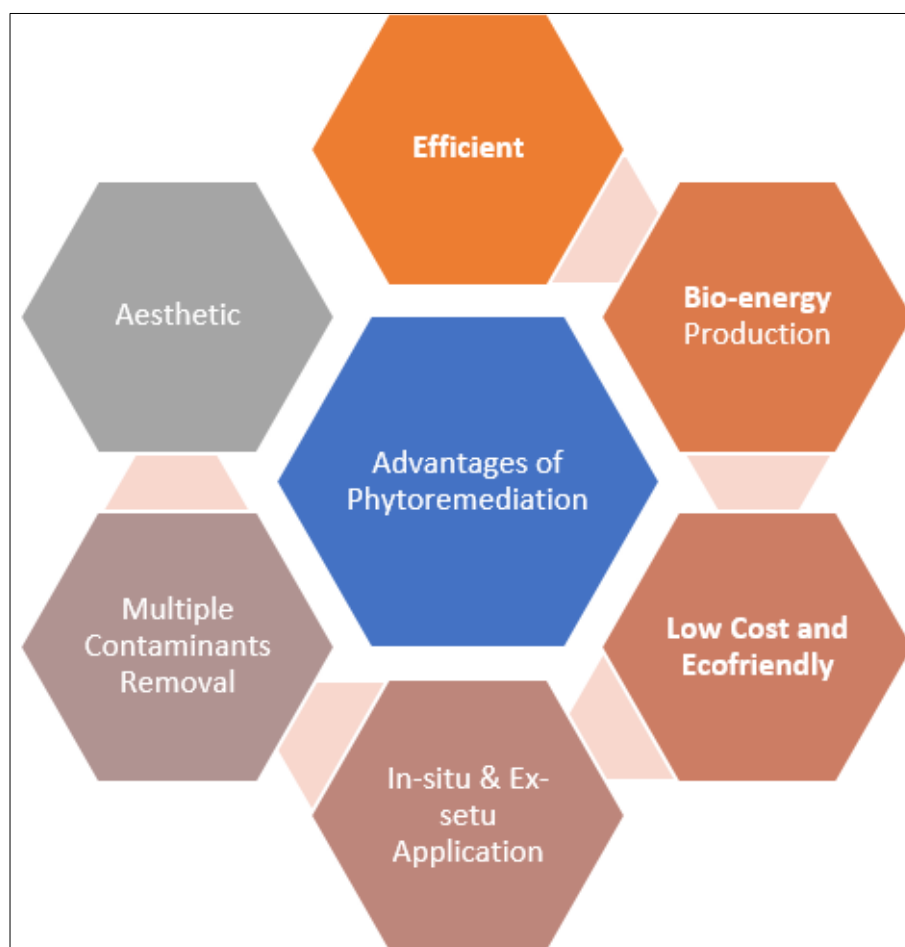 Efficient
Bio-energy
Production
Low Cost and
Ecofriendly
In-situ & Ex-
setu
Application
Multiple
Contaminants
Removal
Aesthetic
Advantages of
Phytoremediation